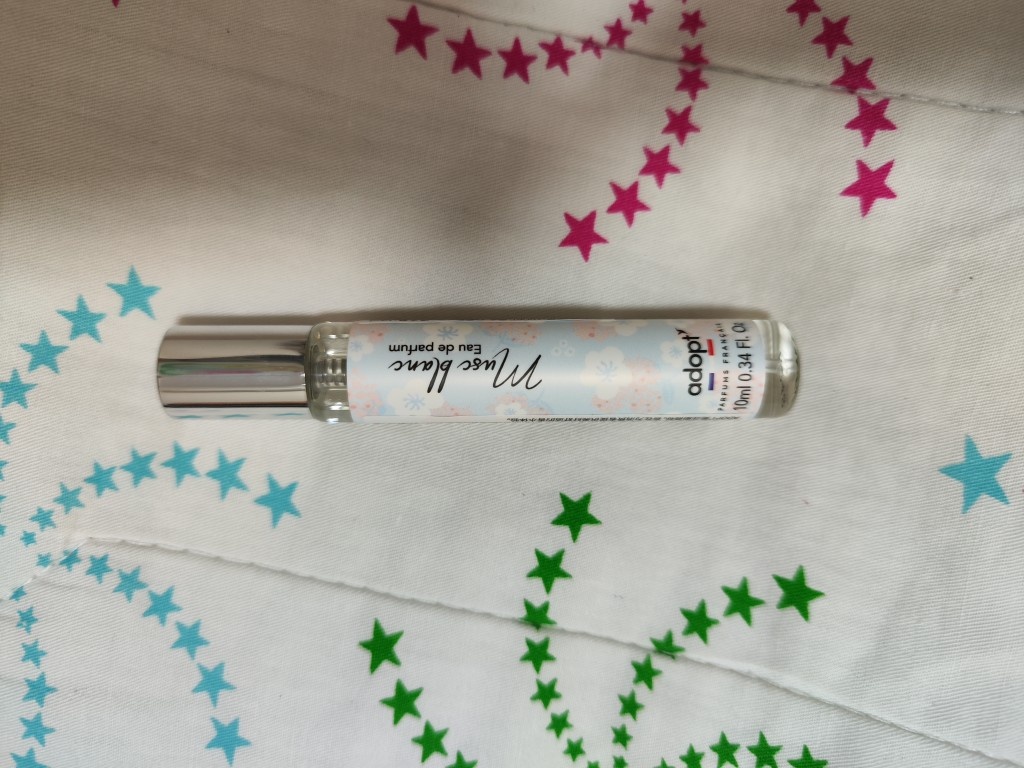 Musc blanc
Eau de parfum
adopt'
PARFUMS FRANÇAIS
10ml 0.34 Fl. Oz